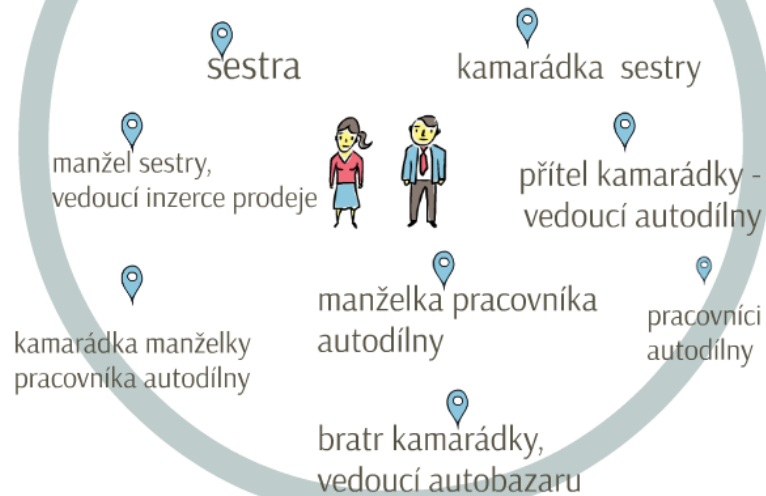 sestra
kamarádka sestry
manžel sestry,
vedoucí inzerce prodeje
přítel kamarádky -
vedoucí autodílny
manželka pracovníka
autodílny
pracovníci
autodílny
kamarádka manželky
pracovníka autodílny
bratr kamarádky,
vedoucí autobazaru